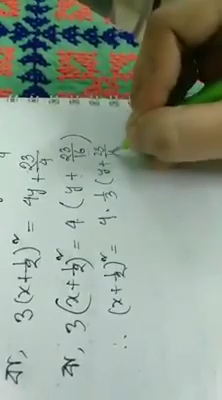 বা, 3(x+½)² = 4y + 23/4
বা, 3(x+½)² = 4(y + 23/16)
∴ (x+½)² = 4·⅓(y+